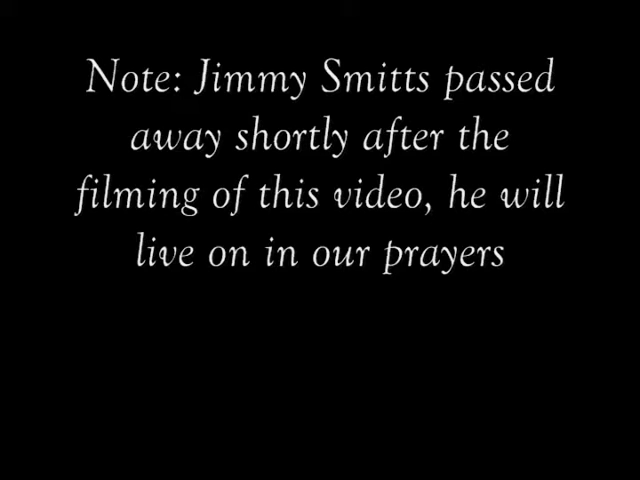 Note: Jimmy Smitts passed
away shortly after the
filming of this video, he will
live on in our prayers